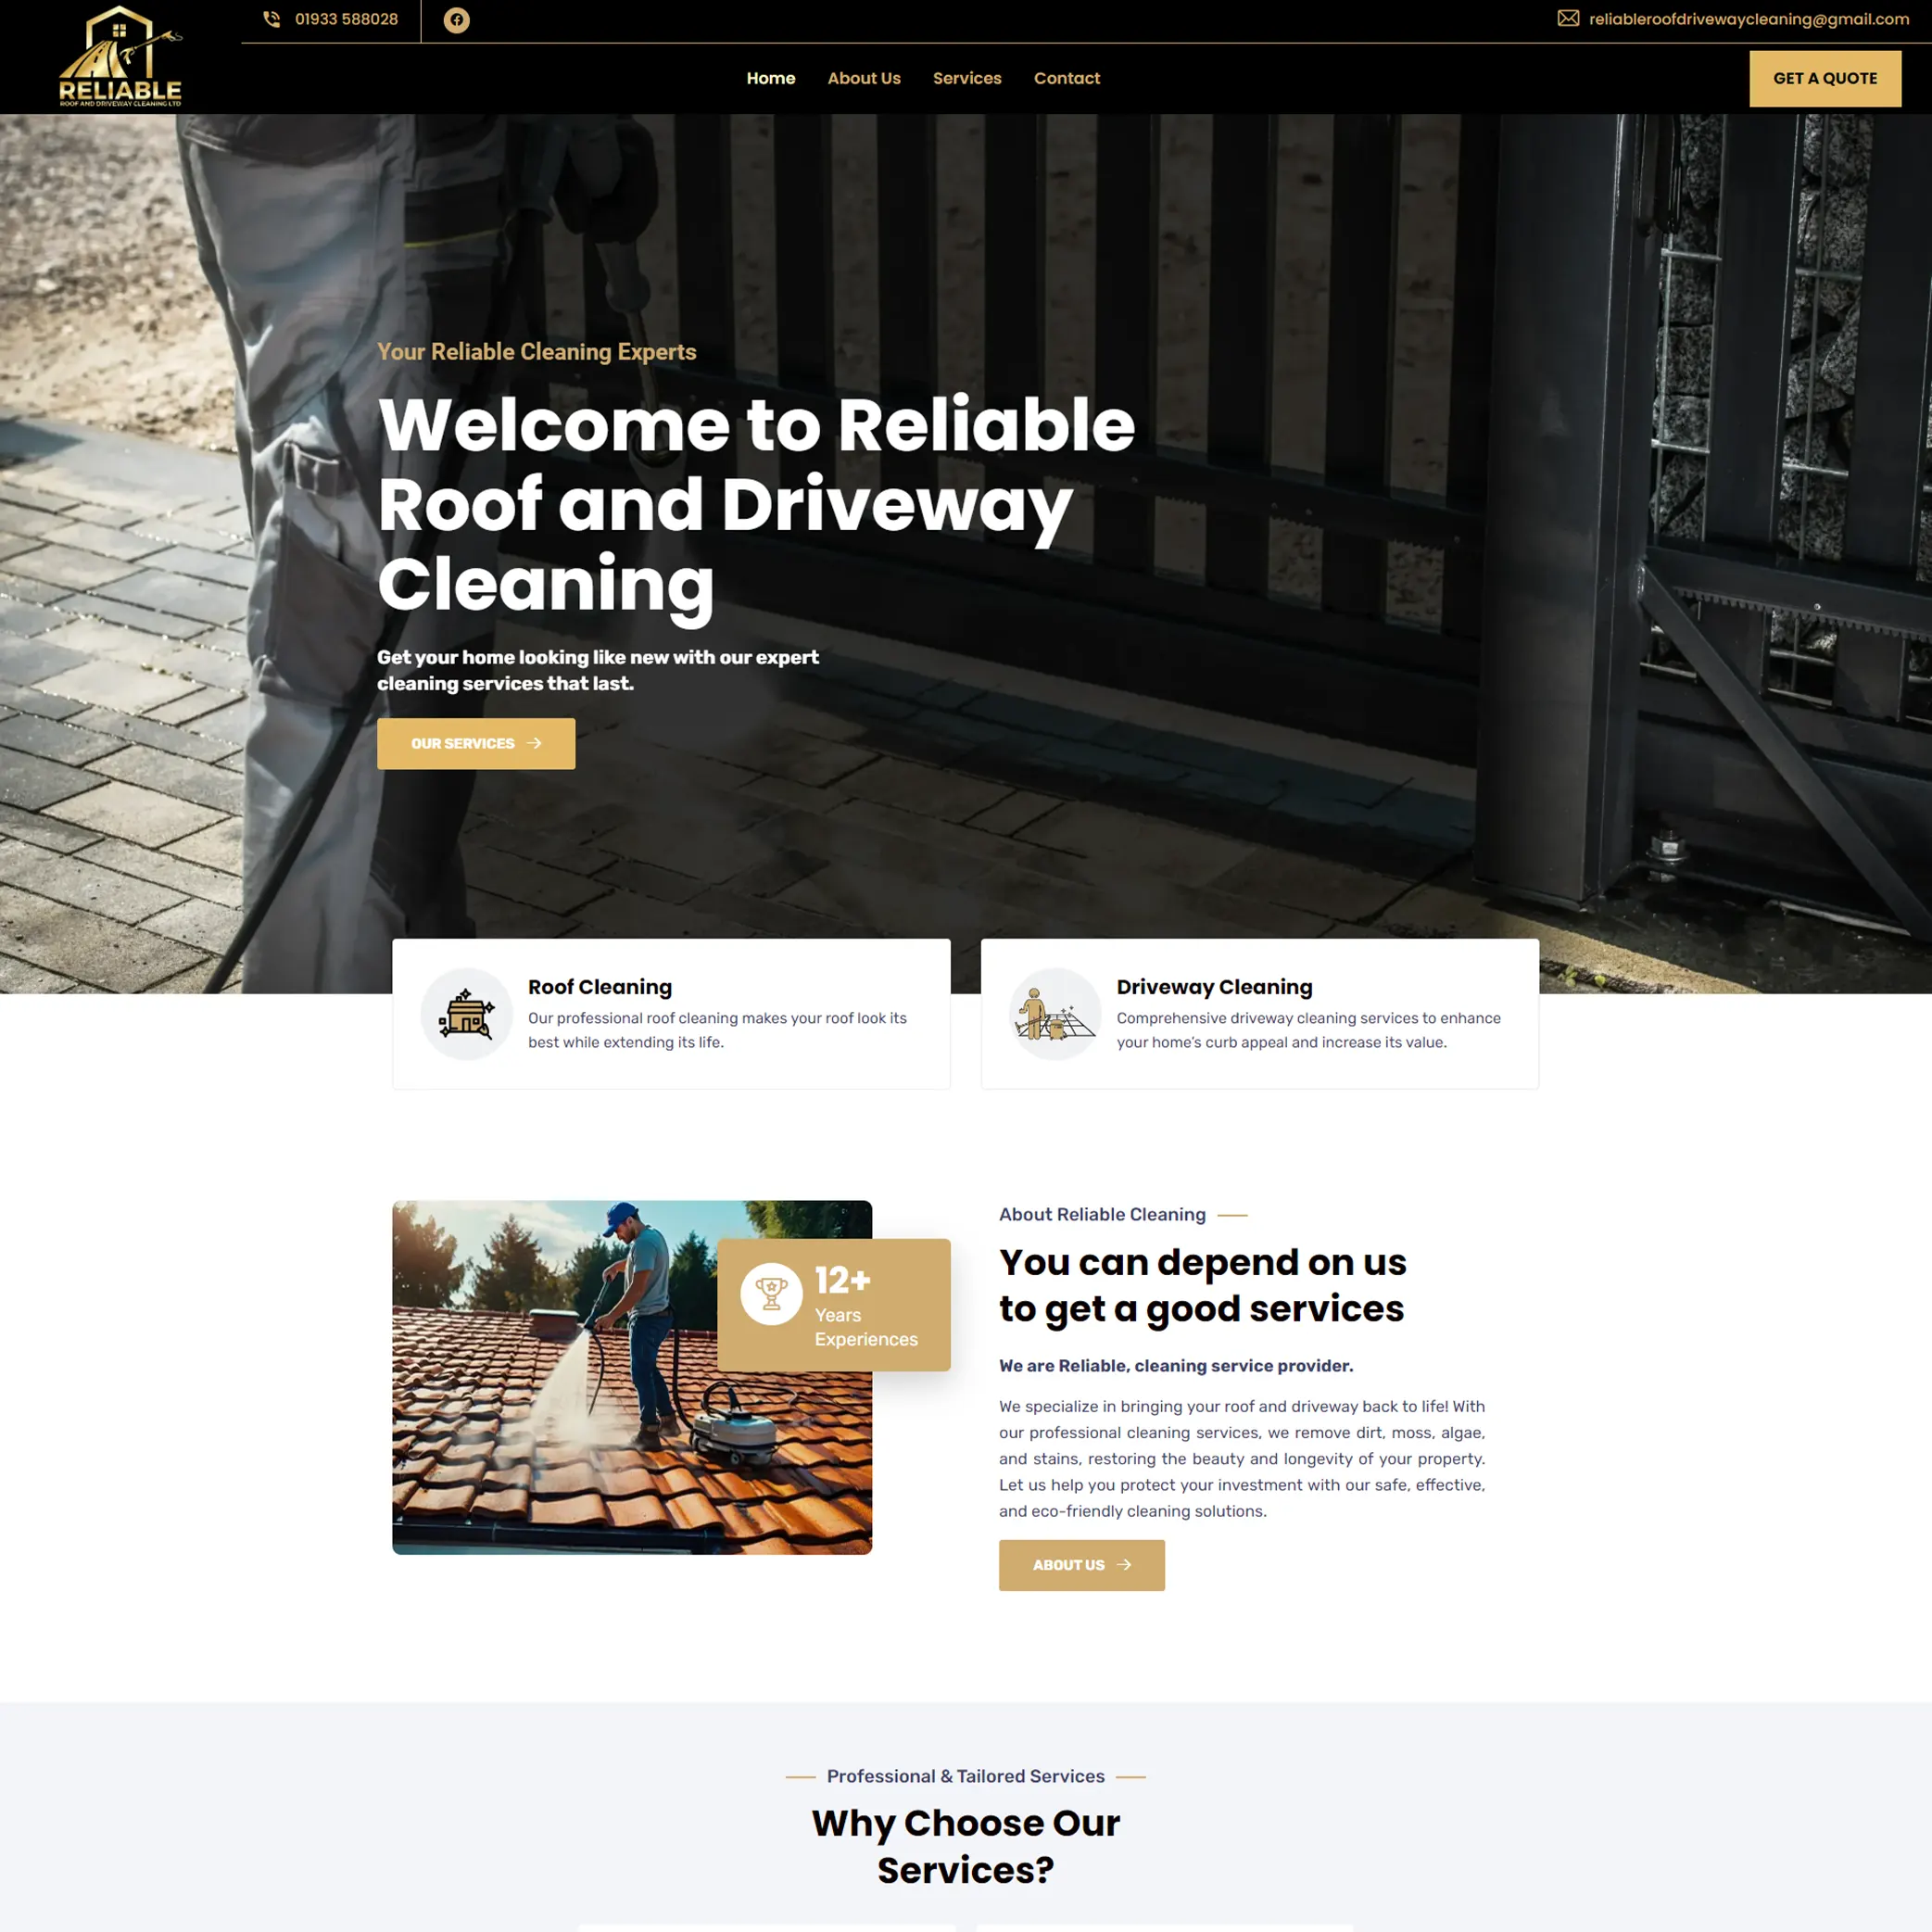 RELIABLE
ROOF AND DRIVEWAY CLEANING LTD
01933 588028
reliableroofdrivewaycleaning@gmail.com
Home
About Us
Services
Contact
GET A QUOTE
Your Reliable Cleaning Experts
Welcome to Reliable
Roof and Driveway
Cleaning
Get your home looking like new with our expert
cleaning services that last.
OUR SERVICES
Roof Cleaning
Our professional roof cleaning makes your roof look its
best while extending its life.
Driveway Cleaning
Comprehensive driveway cleaning services to enhance
your home's curb appeal and increase its value.
12+
Years
Experiences
About Reliable Cleaning
You can depend on us
to get a good services
We are Reliable, cleaning service provider.
We specialize in bringing your roof and driveway back to life! With
our professional cleaning services, we remove dirt, moss, algae,
and stains, restoring the beauty and longevity of your property.
Let us help you protect your investment with our safe, effective,
and eco-friendly cleaning solutions.
ABOUT US
Professional & Tailored Services
Why Choose Our
Services?